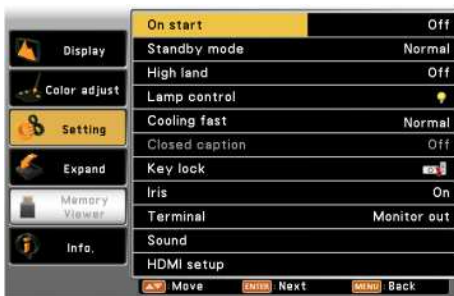 Display
Color adjust
Setting
Expand
Memory Viewer
Info.
On start Off
Standby mode Normal
High land Off
Lamp control
Cooling fast Normal
Closed caption Off
Key lock
Iris On
Terminal Monitor out
Sound
HDMI setup
▲▼ :Move ENTER :Next MENU :Back